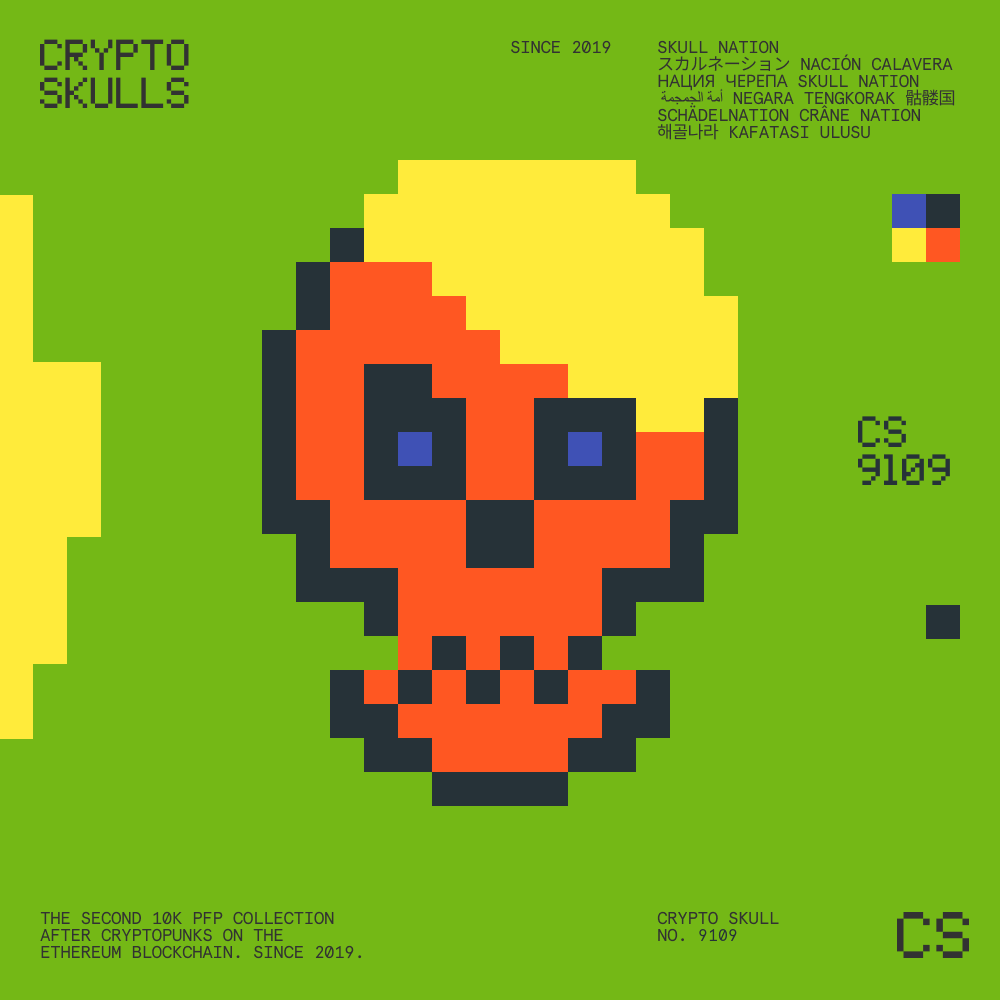 CRYPTO
SKULLS
SINCE 2019
SKULL NATION
スカルネーション NACIÓN CALAVERA
НАЦИЯ ЧЕРЕПА SKULL NATION
أمة الجمجمة NEGARA TENGKORAK 骷髅国
SCHÄDELNATION CRÂNE NATION
해골나라 KAFATASI ULUSU
CS
9109
THE SECOND 10K PFP COLLECTION
AFTER CRYPTOPUNKS ON THE
ETHEREUM BLOCKCHAIN. SINCE 2019.
CRYPTO SKULL
NO. 9109
CS